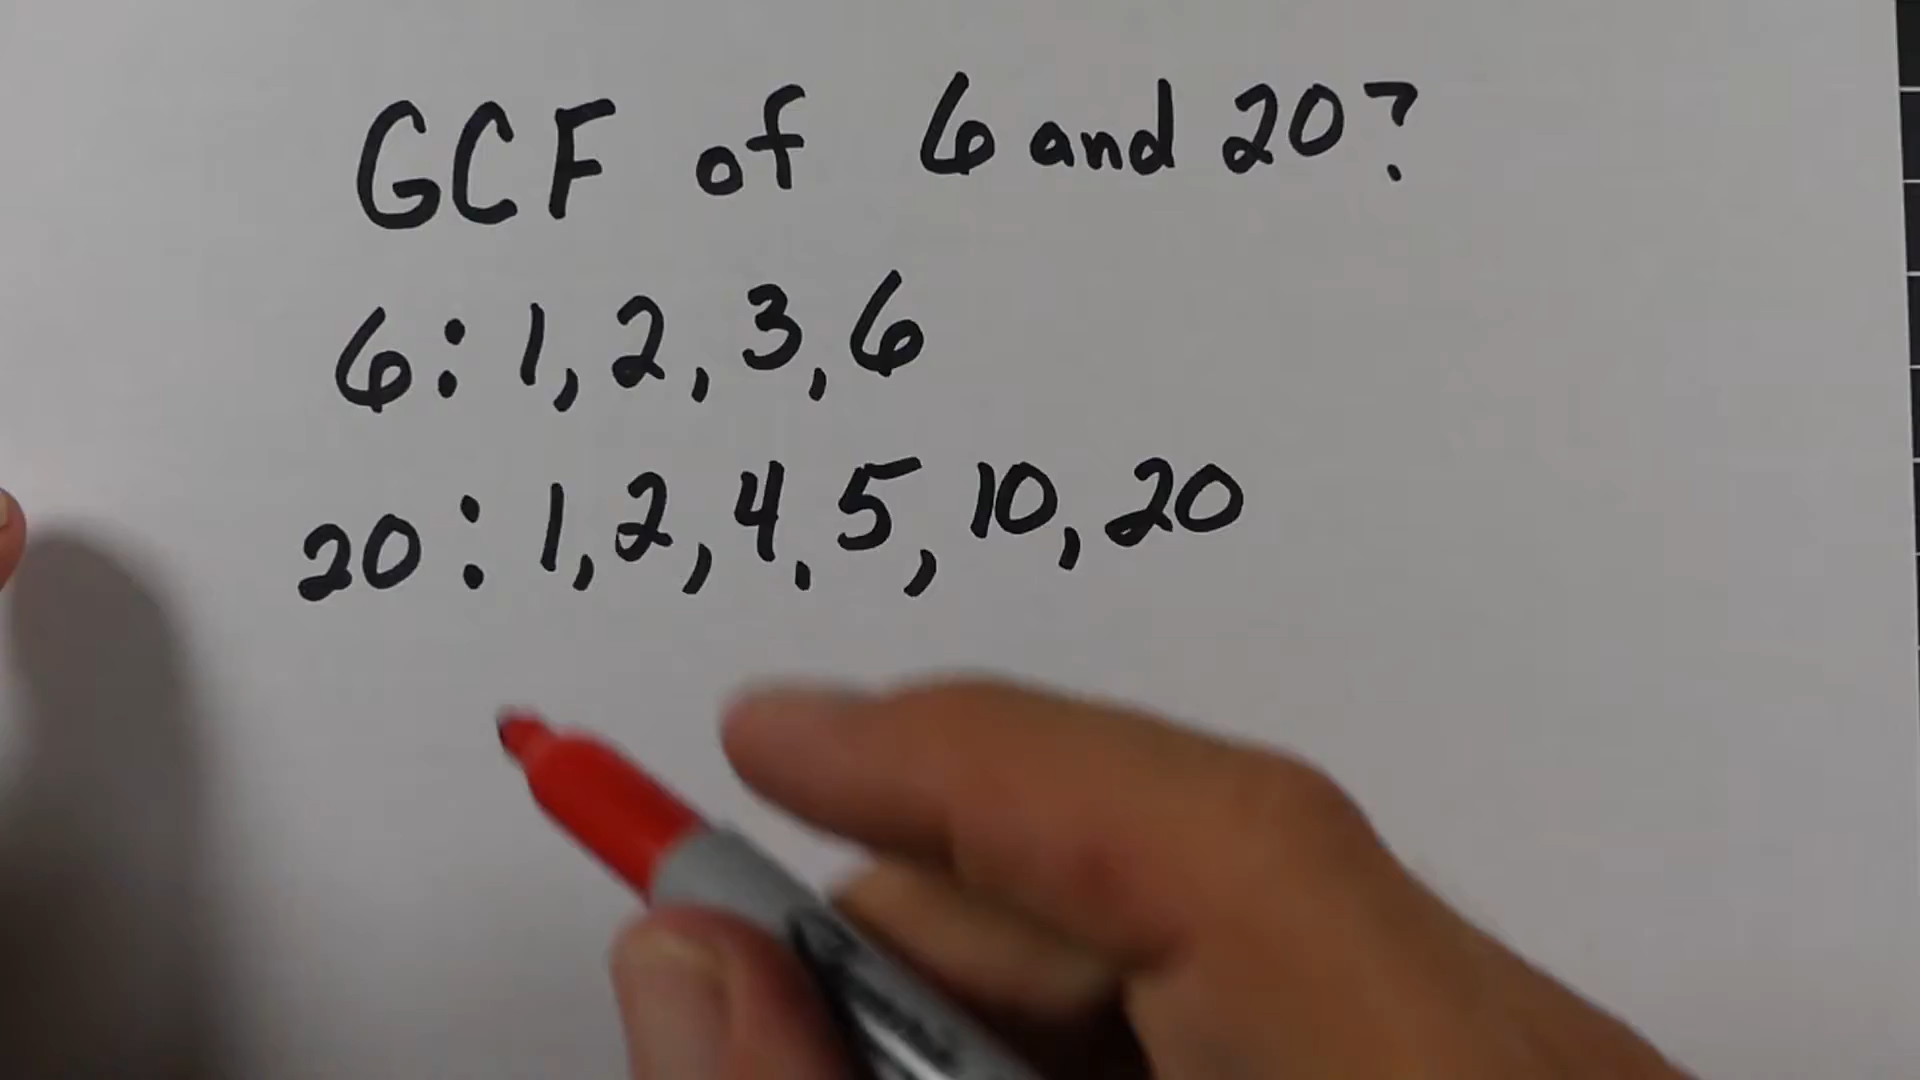 GCF of 6 and 20?
6: 1, 2, 3, 6
20: 1, 2, 4, 5, 10, 20